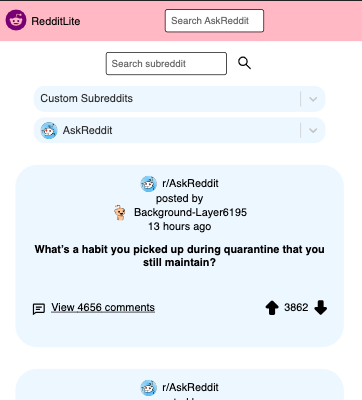 RedditLite
Search AskReddit
Search subreddit
Custom Subreddits
AskReddit
r/AskReddit
posted by
Background-Layer6195
13 hours ago
What's a habit you picked up during quarantine that you
still maintain?
View 4656 comments
3862
r/AskReddit